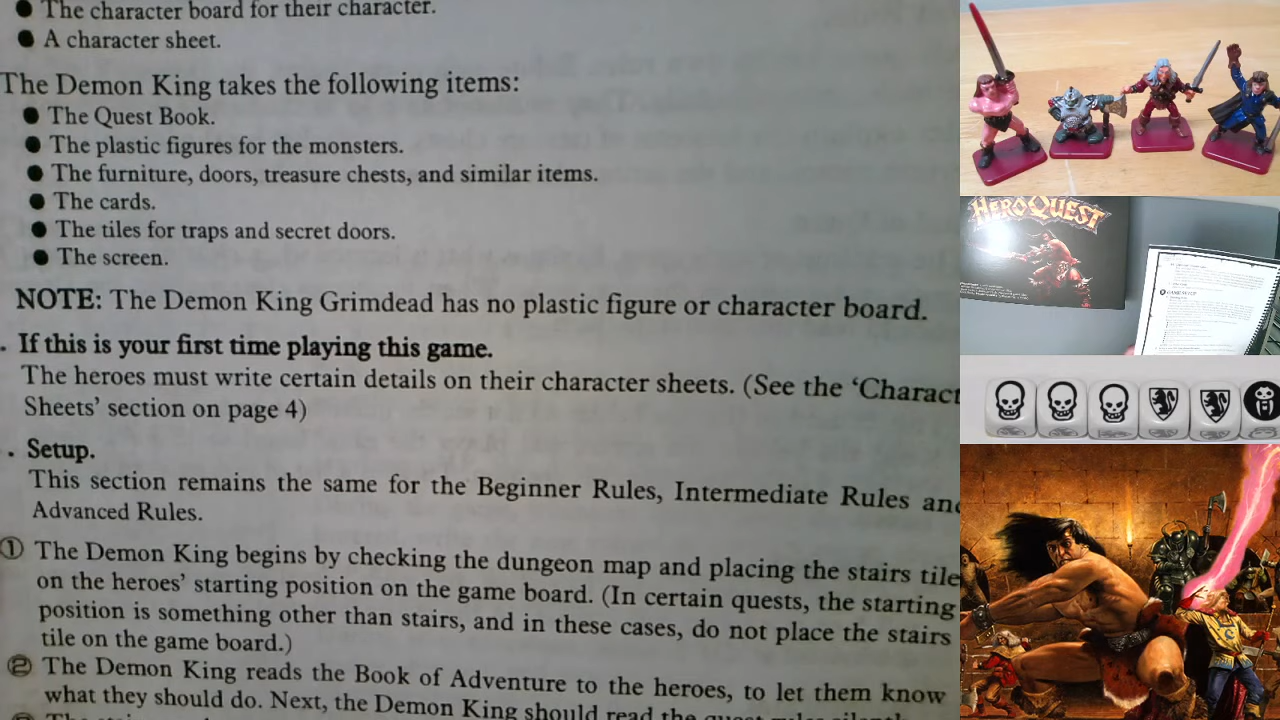 The character board for their character.
A character sheet.
The Demon King takes the following items:
The Quest Book.
The plastic figures for the monsters.
The furniture, doors, treasure chests, and similar items.
The cards.
The tiles for traps and secret doors.
The screen.
NOTE: The Demon King Grimdead has no plastic figure or character board.
. If this is your first time playing this game.
The heroes must write certain details on their character sheets. (See the ‘Charact
Sheets’ section on page 4)
. Setup.
This section remains the same for the Beginner Rules, Intermediate Rules an
Advanced Rules.
① The Demon King begins by checking the dungeon map and placing the stairs tile
on the heroes’ starting position on the game board. (In certain quests, the starting
position is something other than stairs, and in these cases, do not place the stairs
tile on the game board.)
② The Demon King reads the Book of Adventure to the heroes, to let them know
what they should do. Next, the Demon King should read the quest rules silently
HEROQUEST